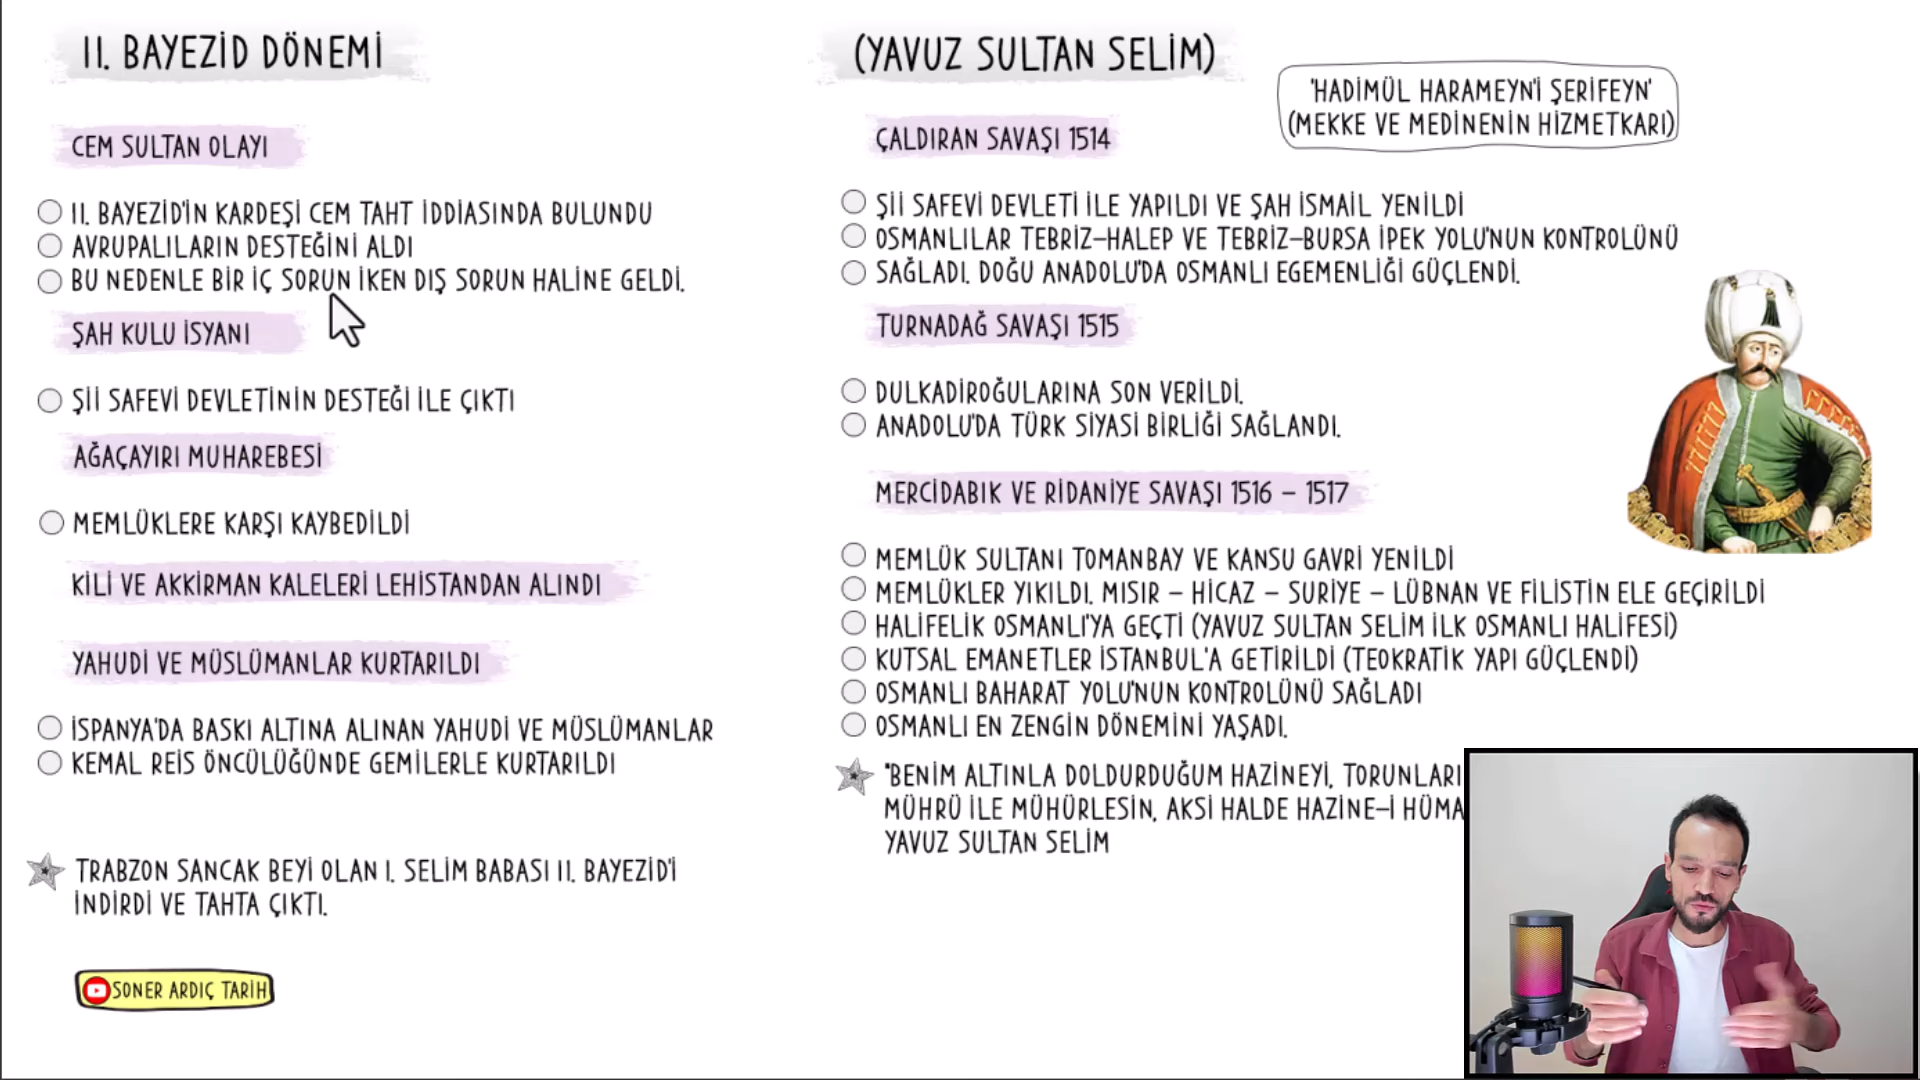 II. BAYEZİD DÖNEMİ
CEM SULTAN OLAYI
II. BAYEZİD'İN KARDEŞİ CEM TAHT İDDİASINDA BULUNDU
AVRUPALILARIN DESTEĞİNİ ALDI
BU NEDENLE BİR İÇ SORUN İKEN DIŞ SORUN HALİNE GELDİ.
ŞAH KULU İSYANI
Şİİ SAFEVİ DEVLETİNİN DESTEĞİ İLE ÇIKTI
AĞAÇAYIRI MUHAREBESİ
MEMLÜKLERE KARŞI KAYBEDİLDİ
KİLİ VE AKKİRMAN KALELERİ LEHİSTANDAN ALINDI
YAHUDİ VE MÜSLÜMANLAR KURTARILDI
İSPANYA'DA BASKI ALTINA ALINAN YAHUDİ VE MÜSLÜMANLAR
KEMAL REİS ÖNCÜLÜĞÜNDE GEMİLERLE KURTARILDI
TRABZON SANCAK BEYİ OLAN I. SELİM BABASI II. BAYEZİD'İ
İNDİRDİ VE TAHTA ÇIKTI.
SONER ARDIÇ TARİH
(YAVUZ SULTAN SELİM)
'HADİMÜL HARAMEYN'İ ŞERİFEYN'
(MEKKE VE MEDİNENİN HİZMETKARI)
ÇALDIRAN SAVAŞI 1514
Şİİ SAFEVİ DEVLETİ İLE YAPILDI VE ŞAH İSMAİL YENİLDİ
OSMANLILAR TEBRİZ–HALEP VE TEBRİZ–BURSA İPEK YOLU'NUN KONTROLÜNÜ
SAĞLADI. DOĞU ANADOLU'DA OSMANLI EGEMENLİĞİ GÜÇLENDİ.
TURNADAĞ SAVAŞI 1515
DULKADİROĞULARINA SON VERİLDİ.
ANADOLU'DA TÜRK SİYASİ BİRLİĞİ SAĞLANDI.
MERCİDABIK VE RİDANİYE SAVAŞI 1516 – 1517
MEMLÜK SULTANI TOMANBAY VE KANSU GAVRİ YENİLDİ
MEMLÜKLER YIKILDI. MISIR – HİCAZ – SURİYE – LÜBNAN VE FİLİSTİN ELE GEÇİRİLDİ
HALİFELİK OSMANLI'YA GEÇTİ (YAVUZ SULTAN SELİM İLK OSMANLI HALİFESİ)
KUTSAL EMANETLER İSTANBUL'A GETİRİLDİ (TEOKRATİK YAPI GÜÇLENDİ)
OSMANLI BAHARAT YOLU'NUN KONTROLÜNÜ SAĞLADI
OSMANLI EN ZENGİN DÖNEMİNİ YAŞADI.
"BENİM ALTINLA DOLDURDUĞUM HAZİNEYİ, TORUNLARI
MÜHRÜ İLE MÜHÜRLESİN, AKSİ HALDE HAZİNE–İ HÜMA
YAVUZ SULTAN SELİM